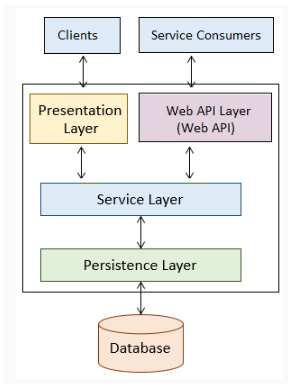 Clients
Service Consumers
Presentation
Layer
Web API Layer
(Web API)
Service Layer
Persistence Layer
Database